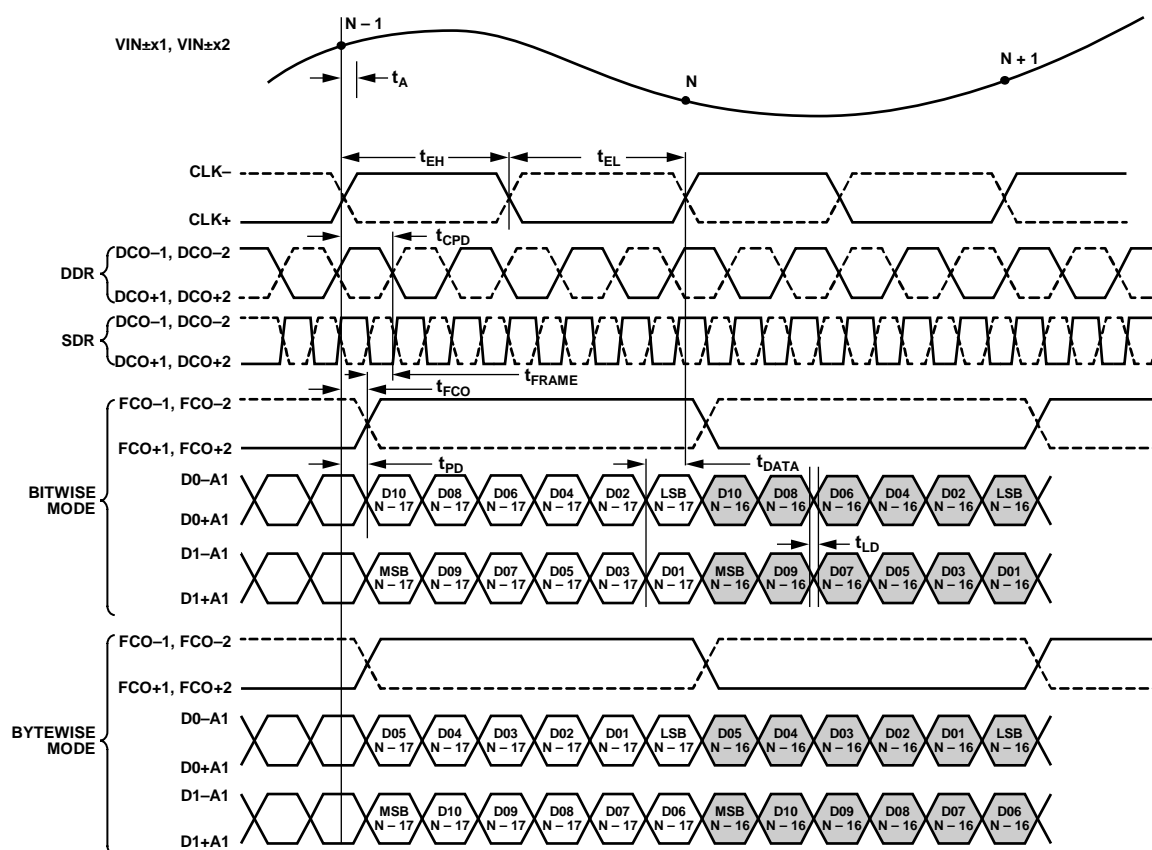 N – 1
VIN±x1, VIN±x2
tA
N
N + 1
tEH
tEL
CLK–
CLK+
tCPD
DCO–1, DCO–2
DDR
DCO+1, DCO+2
DCO–1, DCO–2
SDR
DCO+1, DCO+2
tFRAME
tFCO
FCO–1, FCO–2
FCO+1, FCO+2
tPD
tDATA
BITWISE
MODE
D0–A1
D10 D08 D06 D04 D02 LSB D10 D08 D06 D04 D02 LSB
N – 17 N – 17 N – 17 N – 17 N – 17 N – 17 N – 16 N – 16 N – 16 N – 16 N – 16 N – 16
D0+A1
tLD
D1–A1
MSB D09 D07 D05 D03 D01 MSB D09 D07 D05 D03 D01
N – 17 N – 17 N – 17 N – 17 N – 17 N – 17 N – 16 N – 16 N – 16 N – 16 N – 16 N – 16
D1+A1
FCO–1, FCO–2
FCO+1, FCO+2
BYTEWISE
MODE
D0–A1
D05 D04 D03 D02 D01 LSB D05 D04 D03 D02 D01 LSB
N – 17 N – 17 N – 17 N – 17 N – 17 N – 17 N – 16 N – 16 N – 16 N – 16 N – 16 N – 16
D0+A1
D1–A1
MSB D10 D09 D08 D07 D06 MSB D10 D09 D08 D07 D06
N – 17 N – 17 N – 17 N – 17 N – 17 N – 17 N – 16 N – 16 N – 16 N – 16 N – 16 N – 16
D1+A1